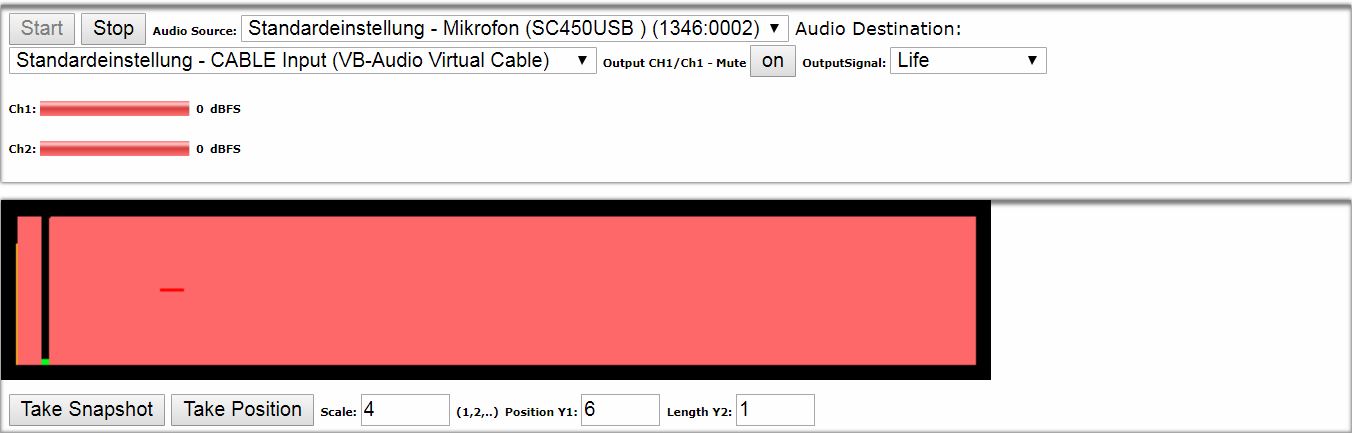 Start Stop Audio Source: Standardeinstellung - Mikrofon (SC450USB ) (1346:0002) Audio Destination:
Standardeinstellung - CABLE Input (VB-Audio Virtual Cable) Output CH1/Ch1 - Mute on OutputSignal: Life
Ch1: 0 dBFS
Ch2: 0 dBFS
Take Snapshot Take Position Scale: 4 (1,2,..) Position Y1: 6 Length Y2: 1